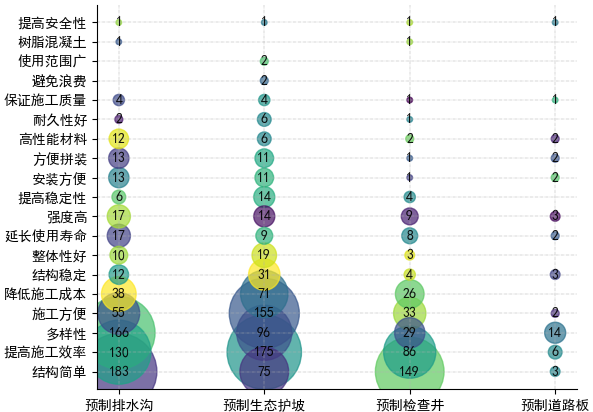 提高安全性 1 1 1 1
树脂混凝土 1 1
使用范围广 2
避免浪费 2
保证施工质量 4 4 1 1
耐久性好 2 6 1
高性能材料 12 6 2 2
方便拼装 13 11 1 2
安装方便 13 11 1 2
提高稳定性 6 14 4
强度高 17 14 9 3
延长使用寿命 17 9 8 2
整体性好 10 19 3
结构稳定 12 31 4 3
降低施工成本 38 71 26
施工方便 55 155 33 2
多样性 166 96 29 14
提高施工效率 130 175 86 6
结构简单 183 75 149 3
预制排水沟 预制生态护坡 预制检查井 预制道路板